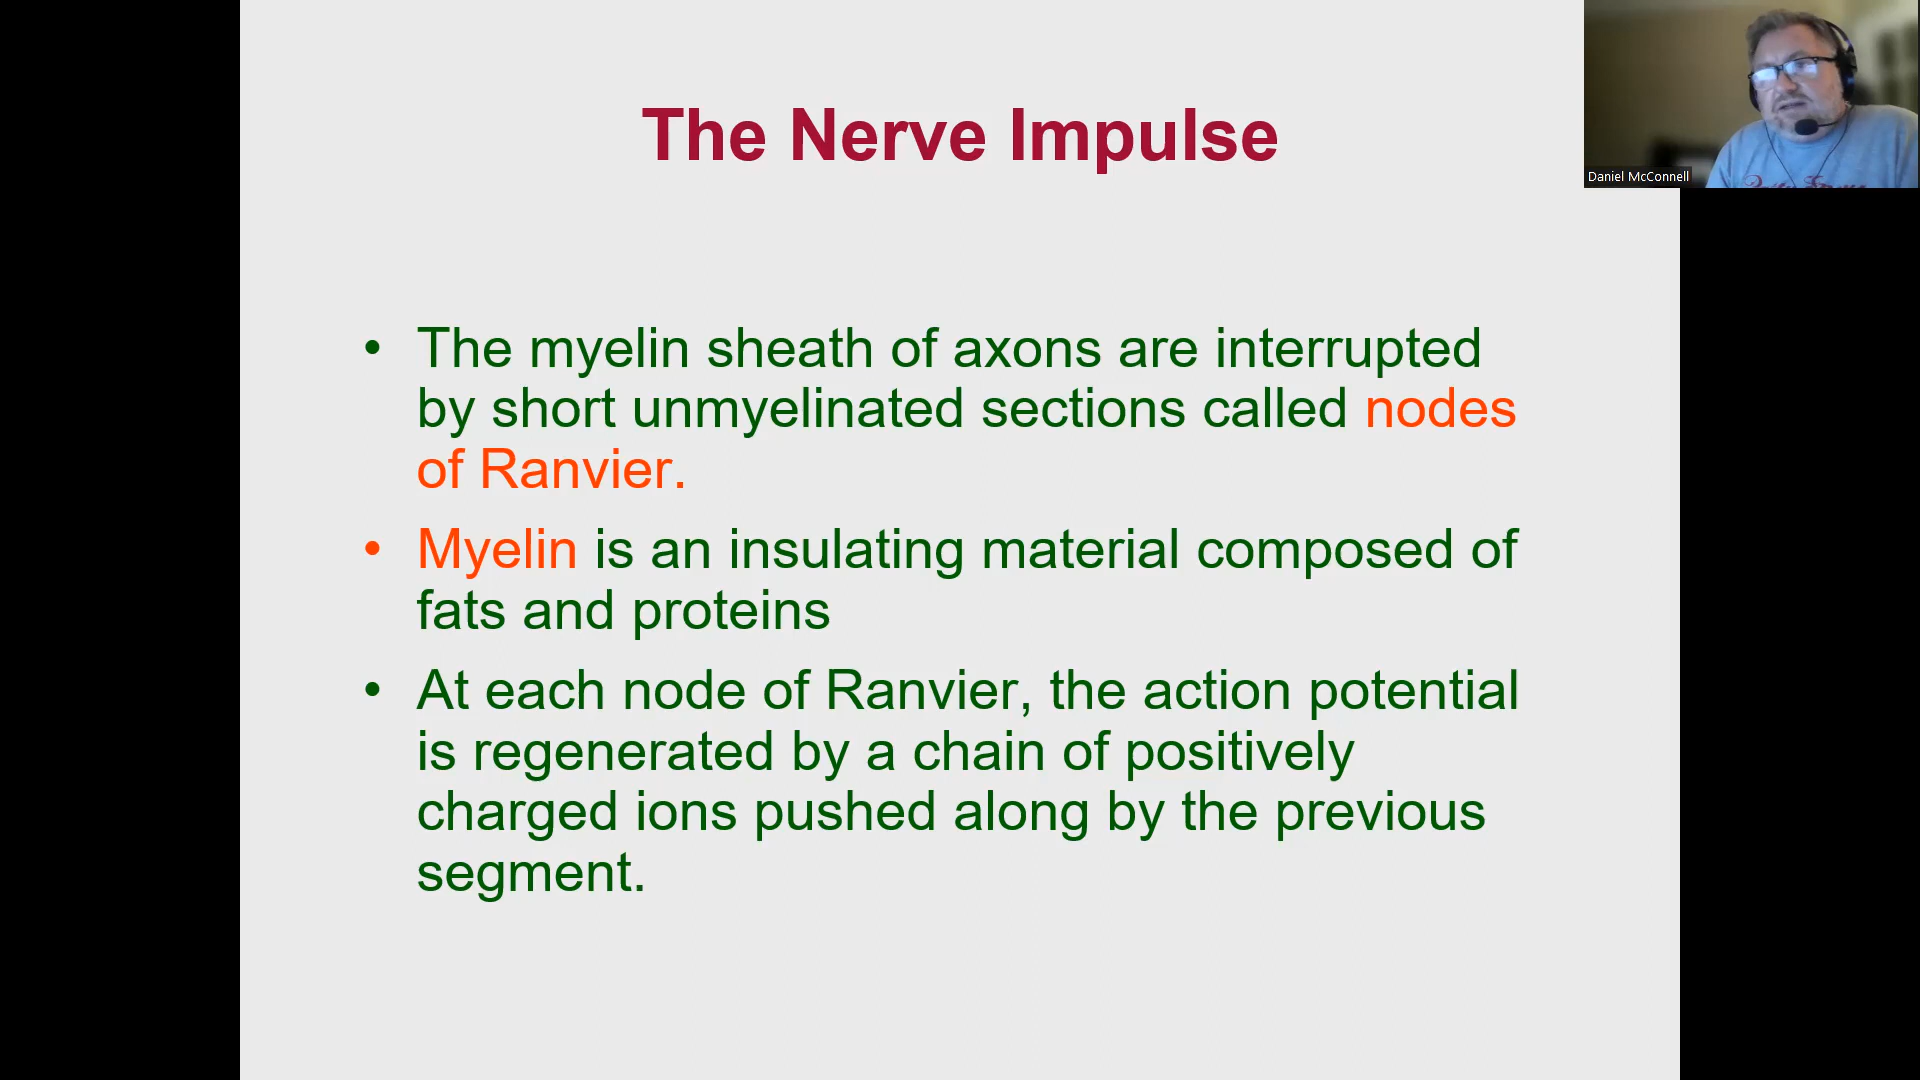 The Nerve Impulse
Daniel McConnell
• The myelin sheath of axons are interrupted
by short unmyelinated sections called nodes
of Ranvier.
• Myelin is an insulating material composed of
fats and proteins
• At each node of Ranvier, the action potential
is regenerated by a chain of positively
charged ions pushed along by the previous
segment.